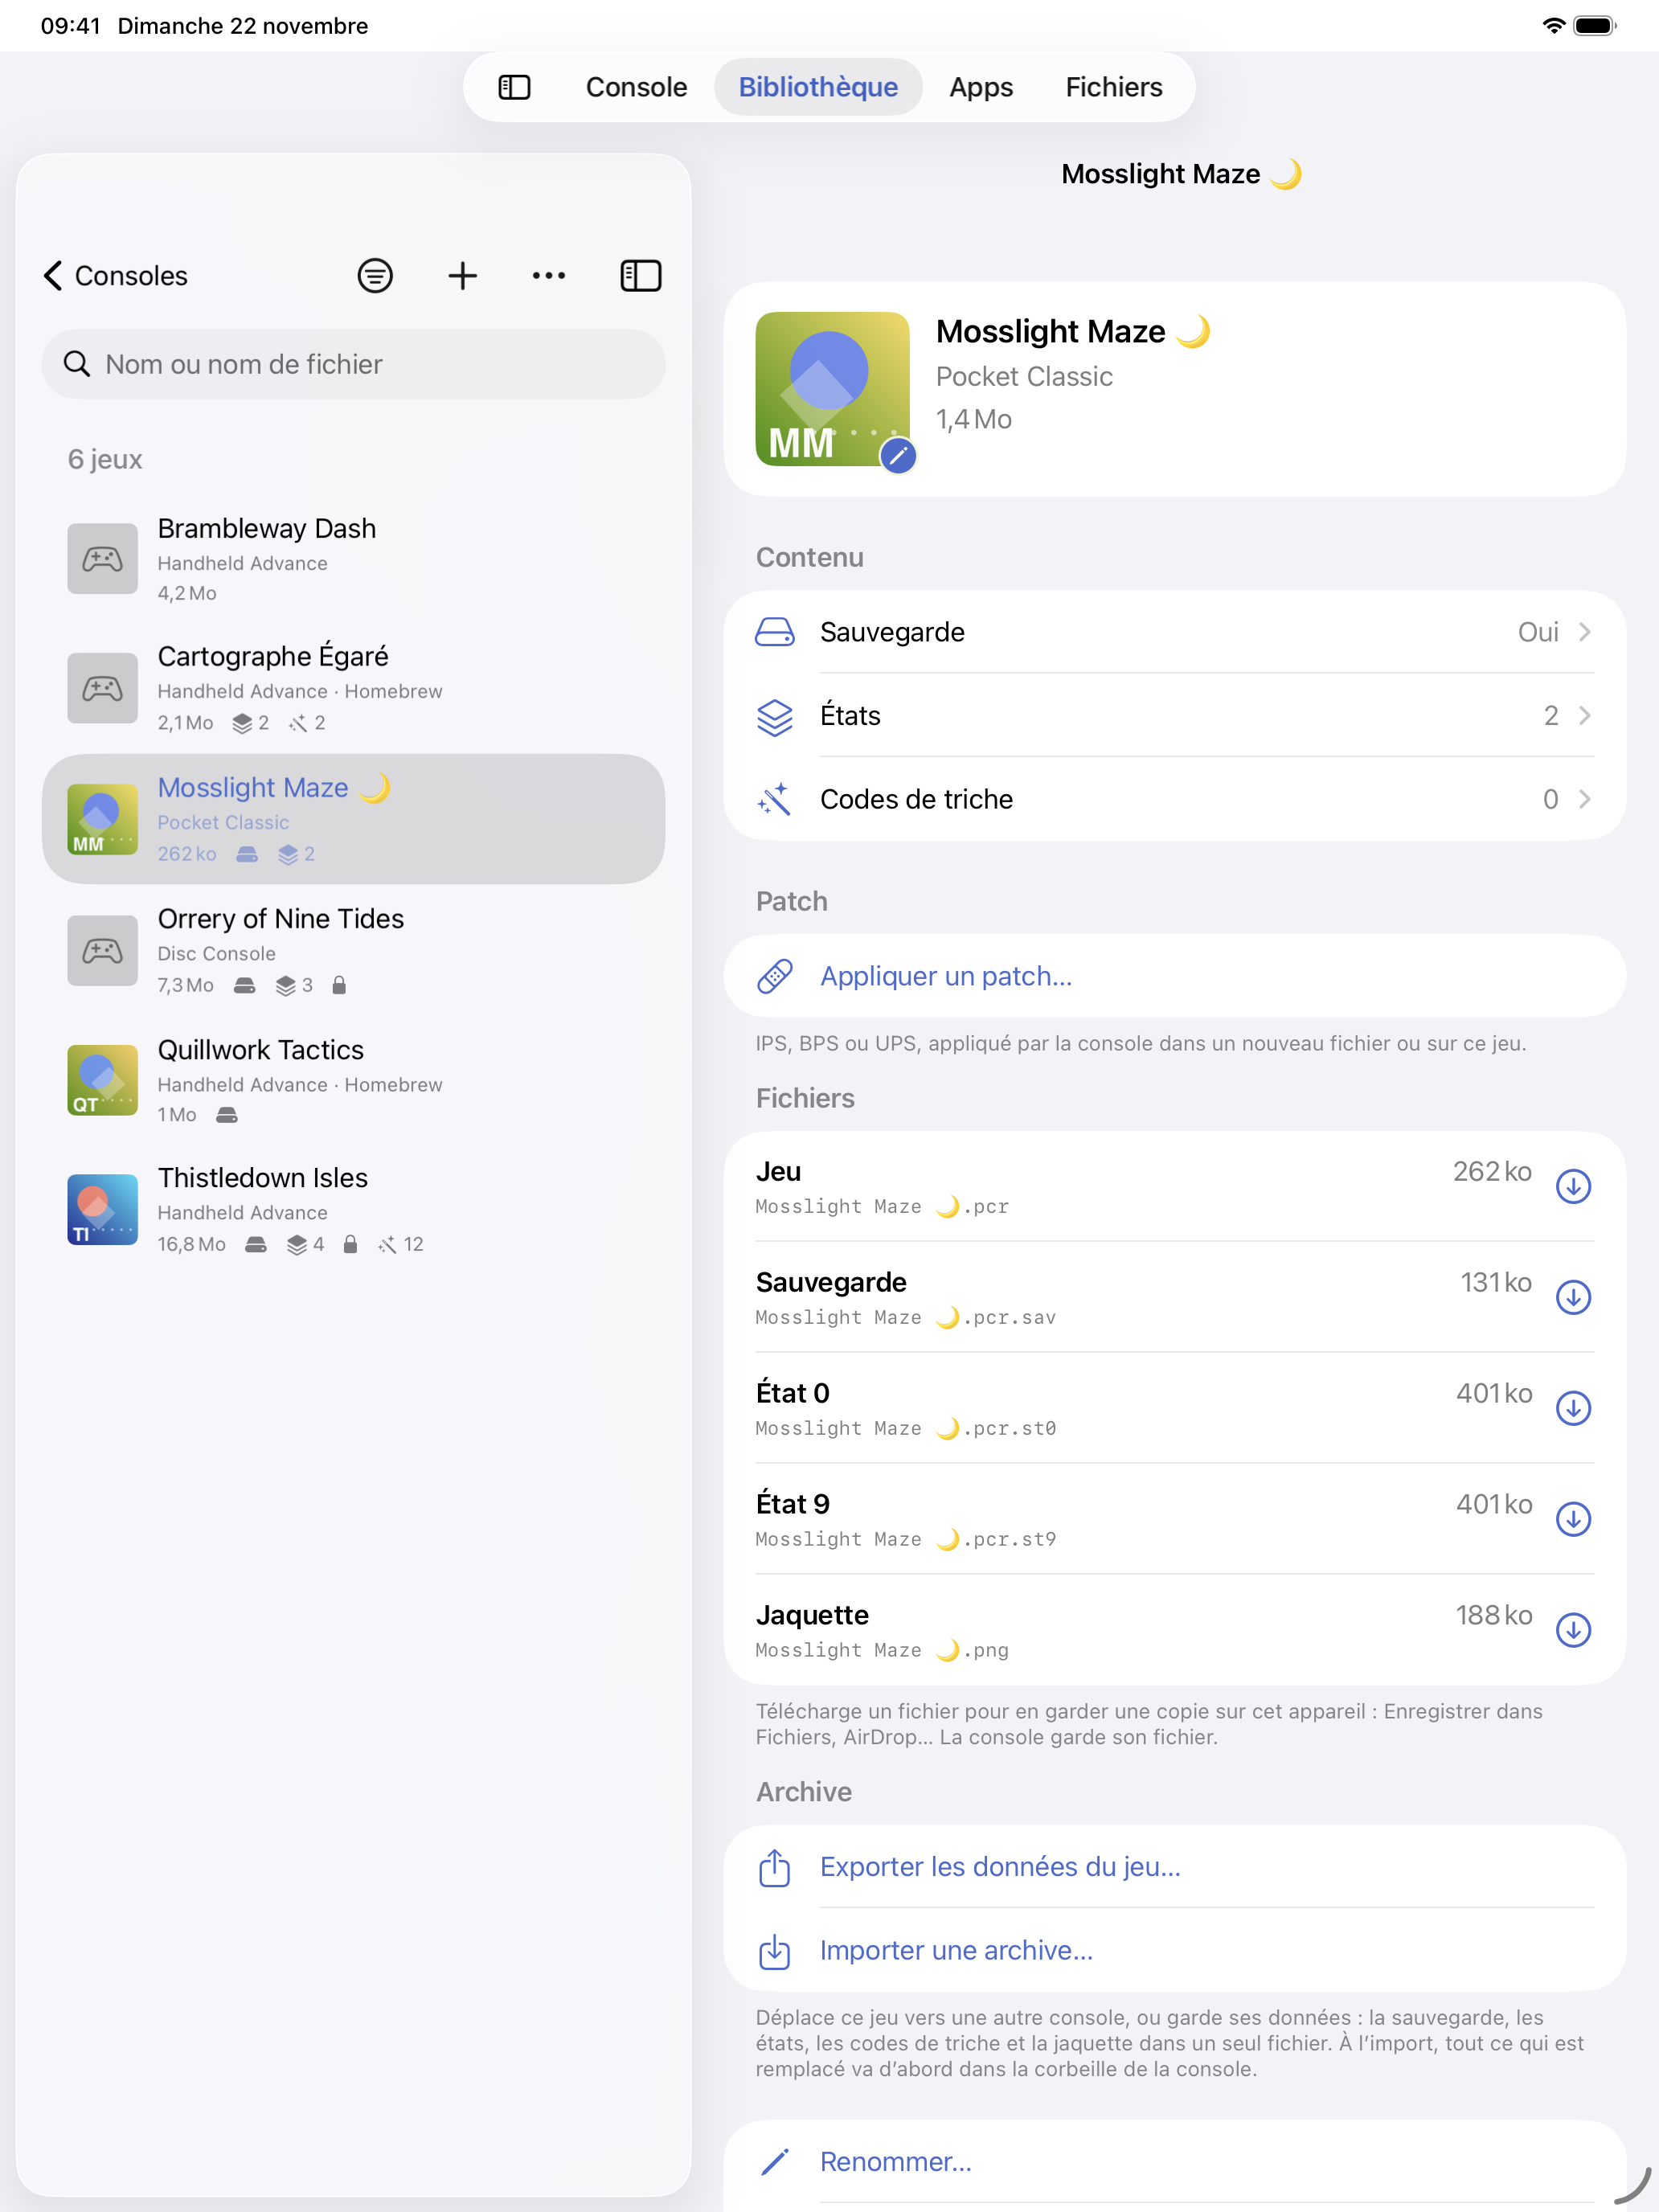 09:41 Dimanche 22 novembre
Console Bibliothèque Apps Fichiers
Consoles
Nom ou nom de fichier
6 jeux
Brambleway Dash
Handheld Advance
4,2 Mo
Cartographe Égaré
Handheld Advance · Homebrew
2,1 Mo 2 2
MM
Mosslight Maze 🌙
Pocket Classic
262 ko 2
Orrery of Nine Tides
Disc Console
7,3 Mo 3
QT
Quillwork Tactics
Handheld Advance · Homebrew
1 Mo
TI
Thistledown Isles
Handheld Advance
16,8 Mo 4 12
Mosslight Maze 🌙
MM
Mosslight Maze 🌙
Pocket Classic
1,4 Mo
Contenu
Sauvegarde Oui
États 2
Codes de triche 0
Patch
Appliquer un patch…
IPS, BPS ou UPS, appliqué par la console dans un nouveau fichier ou sur ce jeu.
Fichiers
Jeu 262 ko
Mosslight Maze 🌙.pcr
Sauvegarde 131 ko
Mosslight Maze 🌙.pcr.sav
État 0 401 ko
Mosslight Maze 🌙.pcr.st0
État 9 401 ko
Mosslight Maze 🌙.pcr.st9
Jaquette 188 ko
Mosslight Maze 🌙.png
Télécharge un fichier pour en garder une copie sur cet appareil : Enregistrer dans
Fichiers, AirDrop… La console garde son fichier.
Archive
Exporter les données du jeu…
Importer une archive…
Déplace ce jeu vers une autre console, ou garde ses données : la sauvegarde, les
états, les codes de triche et la jaquette dans un seul fichier. À l’import, tout ce qui est
remplacé va d’abord dans la corbeille de la console.
Renommer…